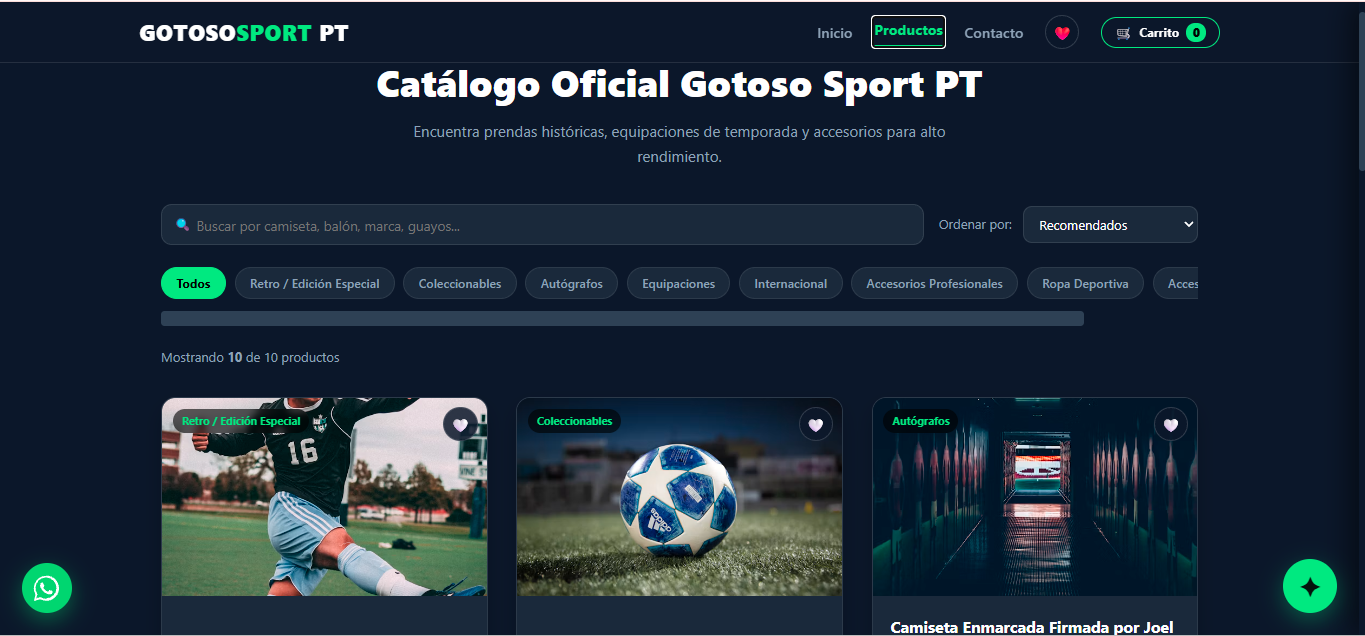 GOTOSOSPORT PT
Inicio
Productos
Contacto
Carrito 0
Catálogo Oficial Gotoso Sport PT
Encuentra prendas históricas, equipaciones de temporada y accesorios para alto
rendimiento.
Buscar por camiseta, balón, marca, guayos...
Ordenar por:
Recomendados
Todos
Retro / Edición Especial
Coleccionables
Autógrafos
Equipaciones
Internacional
Accesorios Profesionales
Ropa Deportiva
Acces
Mostrando 10 de 10 productos
Retro / Edición Especial
16
Coleccionables
adidas
Autógrafos
Camiseta Enmarcada Firmada por Joel